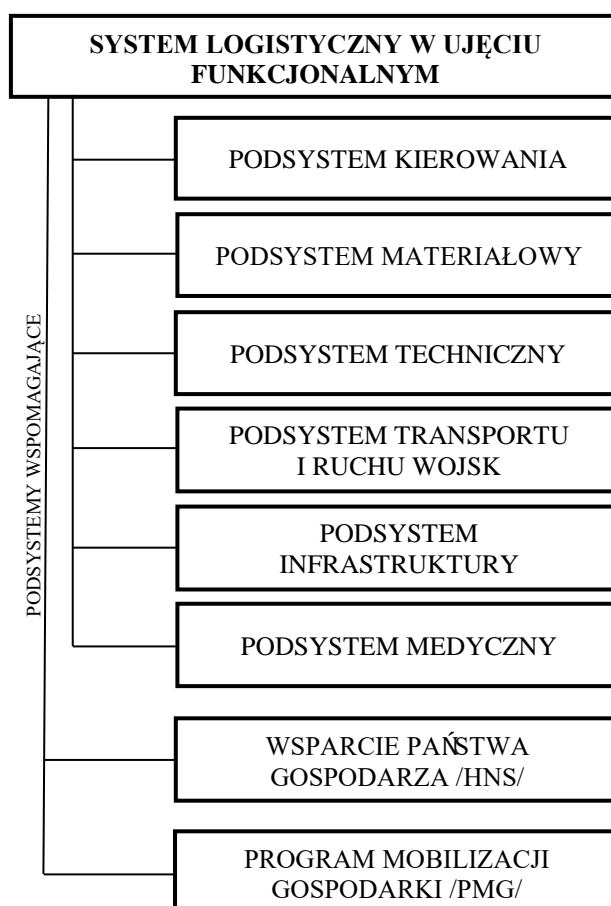 SYSTEM LOGISTYCZNY W UJĘCIU
FUNKCJONALNYM
PODSYSTEM KIEROWANIA
PODSYSTEM MATERIAŁOWY
PODSYSTEM TECHNICZNY
PODSYSTEM TRANSPORTU
I RUCHU WOJSK
PODSYSTEM
INFRASTRUKTURY
PODSYSTEM MEDYCZNY
PODSYSTEMY WSPOMAGAJĄCE
WSPARCIE PAŃSTWA
GOSPODARZA /HNS/
PROGRAM MOBILIZACJI
GOSPODARKI /PMG/